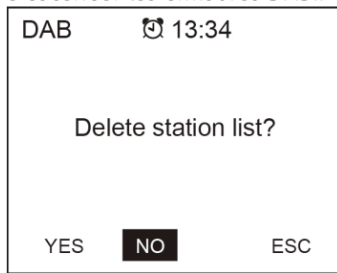 DAB 13:34
Delete station list?
YES NO ESC